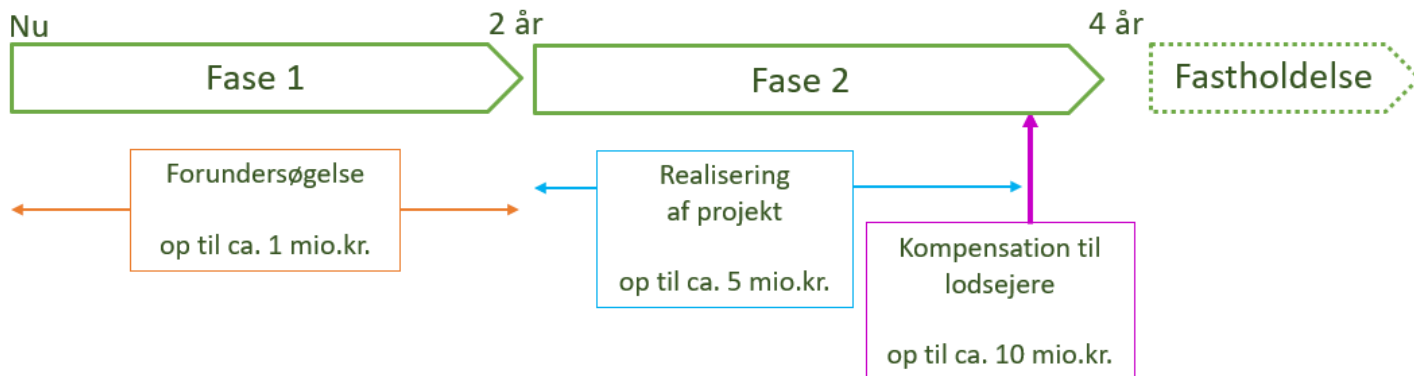 Nu
2 år
4 år
Fase 1
Fase 2
Fastholdelse
Forundersøgelse
op til ca. 1 mio.kr.
Realisering
af projekt
op til ca. 5 mio.kr.
Kompensation til
lodsejere
op til ca. 10 mio.kr.